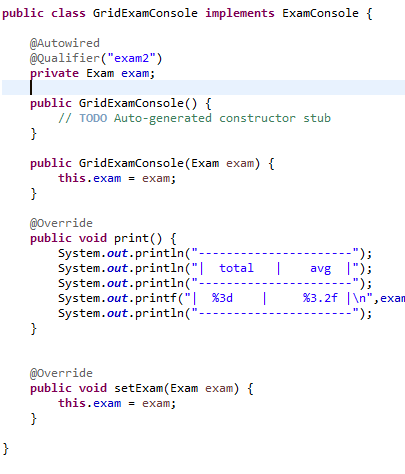 public class GridExamConsole implements ExamConsole {
@Autowired
@Qualifier("exam2")
private Exam exam;
public GridExamConsole() {
// TODO Auto-generated constructor stub
}
public GridExamConsole(Exam exam) {
this.exam = exam;
}
@Override
public void print() {
System.out.println("----------------------");
System.out.println("|  total   |    avg  |");
System.out.println("----------------------");
System.out.printf("|  %3d    |     %3.2f |\n",exam
System.out.println("----------------------");
}
@Override
public void setExam(Exam exam) {
this.exam = exam;
}
}